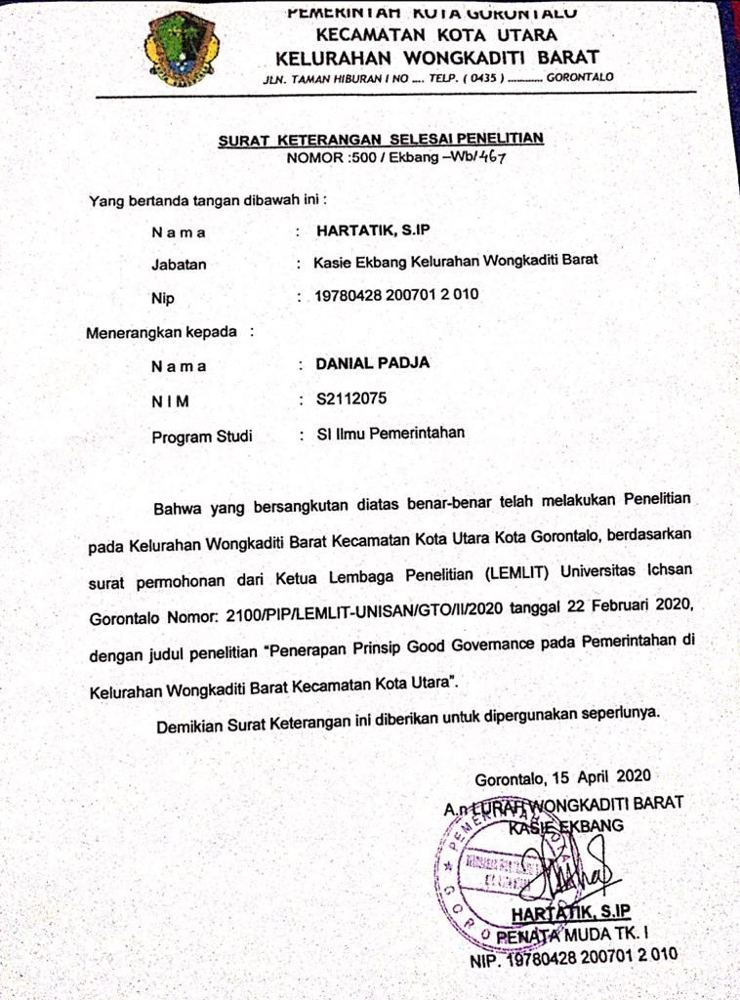 PEMERINTAH KOTA GORONTALO
KECAMATAN KOTA UTARA
KELURAHAN WONGKADITI BARAT
JLN. TAMAN HIBURAN I NO .... TELP. ( 0435 ) ............ GORONTALO
SURAT KETERANGAN SELESAI PENELITIAN
NOMOR :500 / Ekbang –Wb/467
Yang bertanda tangan dibawah ini :
N a m a : HARTATIK, S.IP
Jabatan : Kasie Ekbang Kelurahan Wongkaditi Barat
Nip : 19780428 200701 2 010
Menerangkan kepada :
N a m a : DANIAL PADJA
N I M : S2112075
Program Studi : SI Ilmu Pemerintahan
Bahwa yang bersangkutan diatas benar-benar telah melakukan Penelitian
pada Kelurahan Wongkaditi Barat Kecamatan Kota Utara Kota Gorontalo, berdasarkan
surat permohonan dari Ketua Lembaga Penelitian (LEMLIT) Universitas Ichsan
Gorontalo Nomor: 2100/PIP/LEMLIT-UNISAN/GTO/II/2020 tanggal 22 Februari 2020,
dengan judul penelitian “Penerapan Prinsip Good Governance pada Pemerintahan di
Kelurahan Wongkaditi Barat Kecamatan Kota Utara”.
Demikian Surat Keterangan ini diberikan untuk dipergunakan seperlunya.
Gorontalo, 15 April 2020
A.n LURAH WONGKADITI BARAT
KASIE EKBANG
PEMERINTAH KOTA
GORO
HARTATIK, S.IP
PENATA MUDA TK. I
NIP. 19780428 200701 2 010